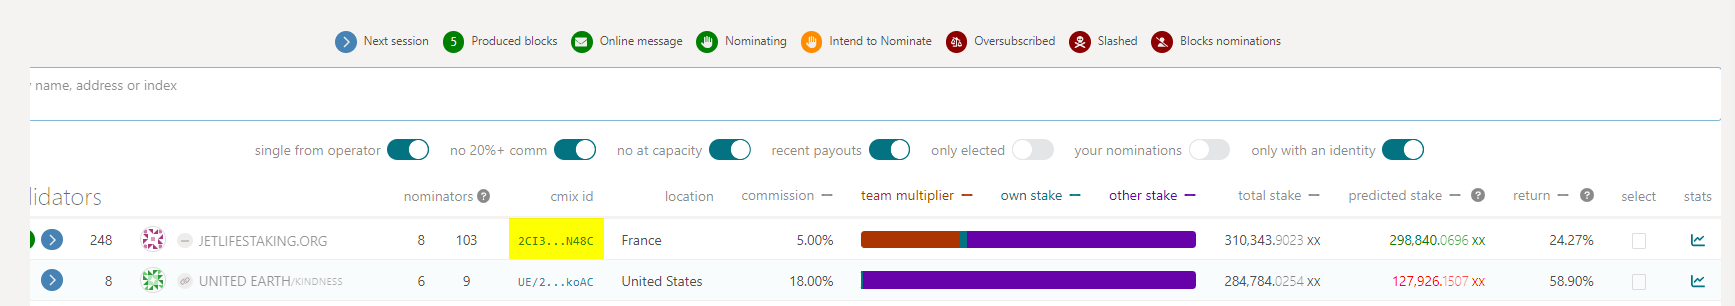 Next session 5 Produced blocks Online message Nominating Intend to Nominate Oversubscribed Slashed Blocks nominations
name, address or index
single from operator no 20%+ comm no at capacity recent payouts only elected your nominations only with an identity
lidators nominators ? cmix id location commission team multiplier own stake other stake total stake predicted stake ? return ? select stats
248 JETLIFESTAKING.ORG 8 103 2CI3...N48C France 5.00% 310,343.9023 XX 298,840.0696 XX 24.27%
8 UNITED EARTH/KINDNESS 6 9 UE/2...koAC United States 18.00% 284,784.0254 XX 127,926.1507 XX 58.90%